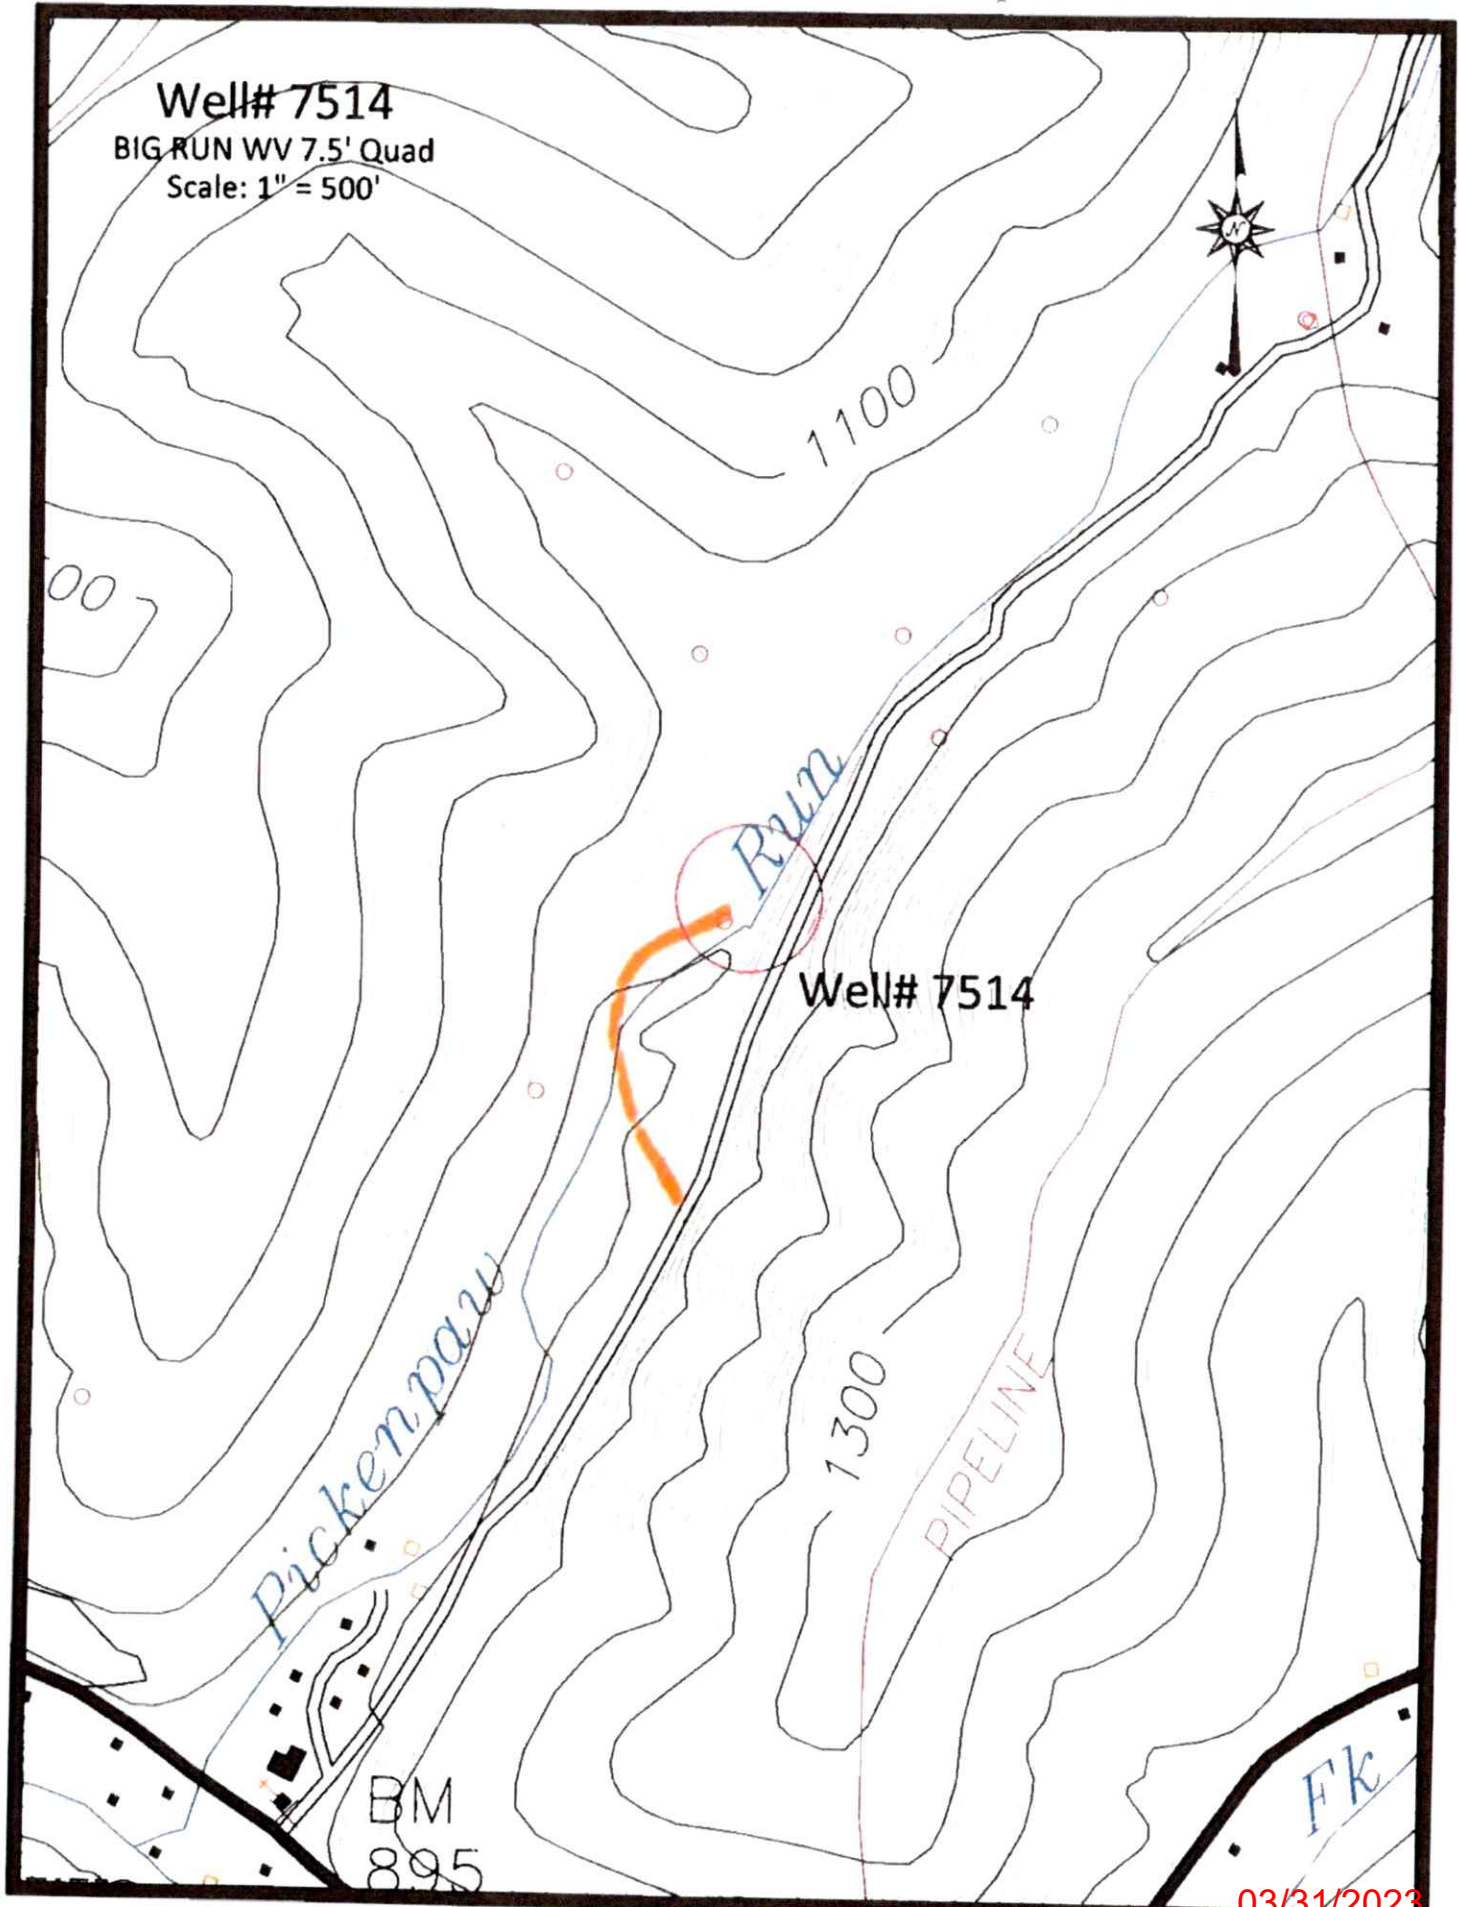 Well# 7514
BIG RUN WV 7.5' Quad
Scale: 1" = 500'
N
1100
00
Run
Well# 7514
Pickenpaw
1300
PIPELINE
BM
895
Fk
03/31/2023